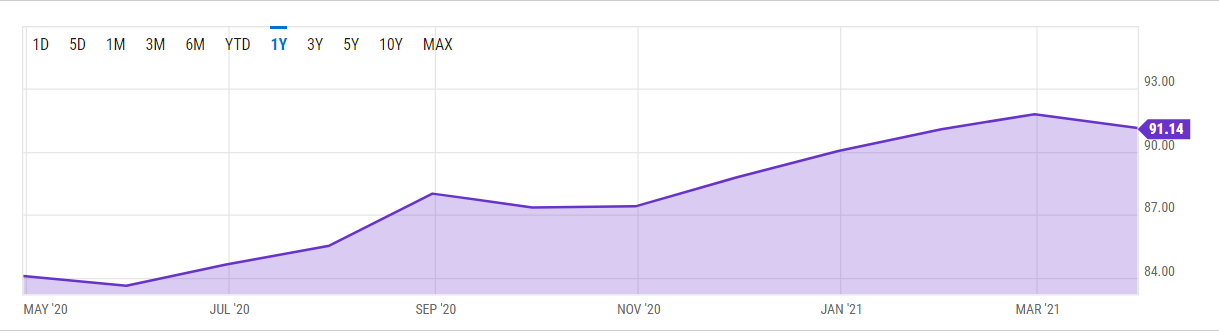 1D 5D 1M 3M 6M YTD 1Y 3Y 5Y 10Y MAX
93.00
91.14
90.00
87.00
84.00
MAY '20 JUL '20 SEP '20 NOV '20 JAN '21 MAR '21